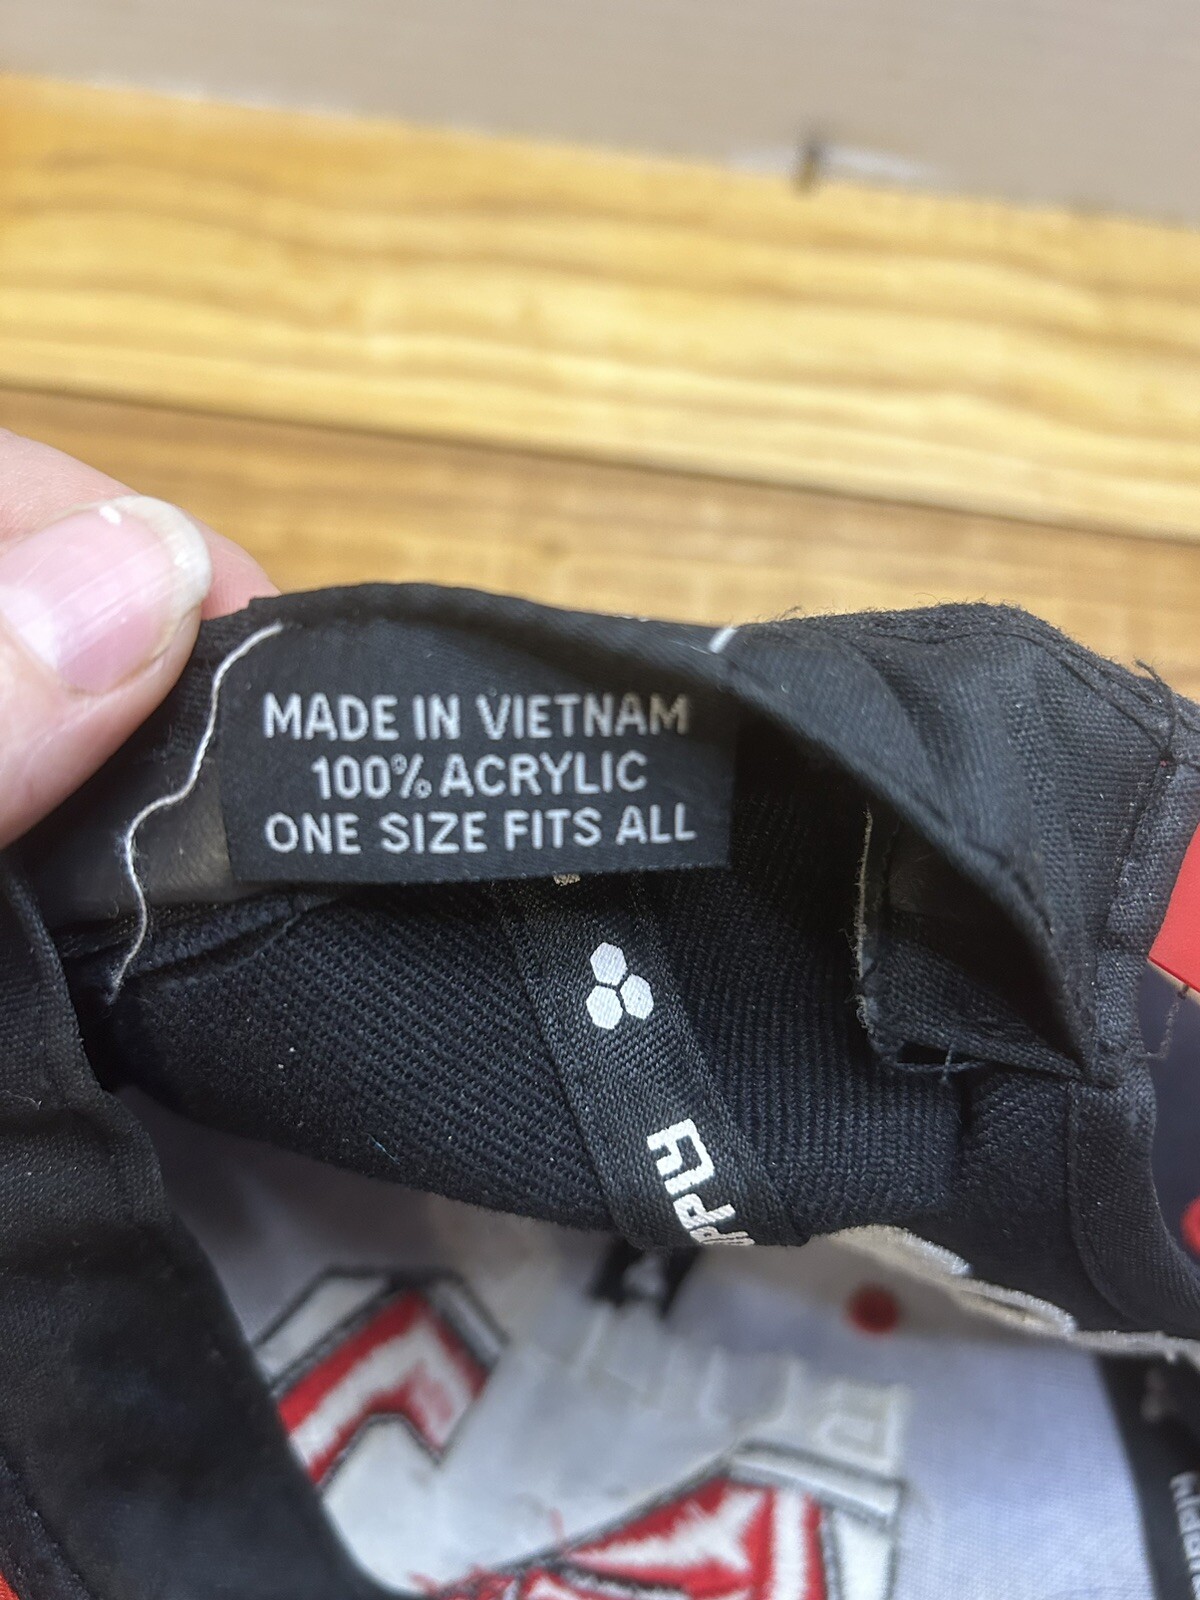 MADE IN VIETNAM
100% ACRYLIC
ONE SIZE FITS ALL